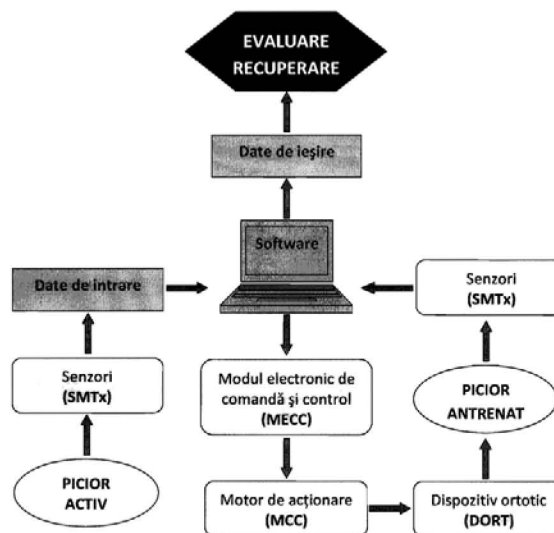 EVALUARE
RECUPERARE
Date de ieșire
Software
Date de intrare
Senzori
(SMTx)
Senzori
(SMTx)
Modul electronic de
comandă și control
(MECC)
PICIOR
ANTRENAT
PICIOR
ACTIV
Motor de acționare
(MCC)
Dispozitiv ortotic
(DORT)